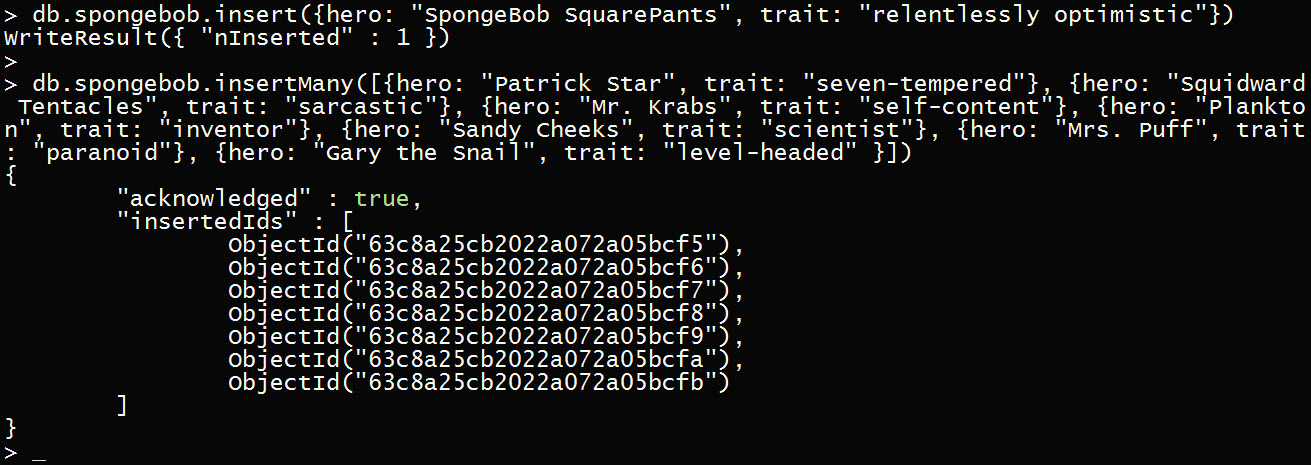 > db.spongebob.insert({hero: "SpongeBob SquarePants", trait: "relentlessly optimistic"})
WriteResult({ "nInserted" : 1 })
>
> db.spongebob.insertMany([{hero: "Patrick Star", trait: "seven-tempered"}, {hero: "Squidward
 Tentacles", trait: "sarcastic"}, {hero: "Mr. Krabs", trait: "self-content"}, {hero: "Plankto
n", trait: "inventor"}, {hero: "Sandy Cheeks", trait: "scientist"}, {hero: "Mrs. Puff", trait
: "paranoid"}, {hero: "Gary the Snail", trait: "level-headed" }])
{
        "acknowledged" : true,
        "insertedIds" : [
                ObjectId("63c8a25cb2022a072a05bcf5"),
                ObjectId("63c8a25cb2022a072a05bcf6"),
                ObjectId("63c8a25cb2022a072a05bcf7"),
                ObjectId("63c8a25cb2022a072a05bcf8"),
                ObjectId("63c8a25cb2022a072a05bcf9"),
                ObjectId("63c8a25cb2022a072a05bcfa"),
                ObjectId("63c8a25cb2022a072a05bcfb")
        ]
}
> _